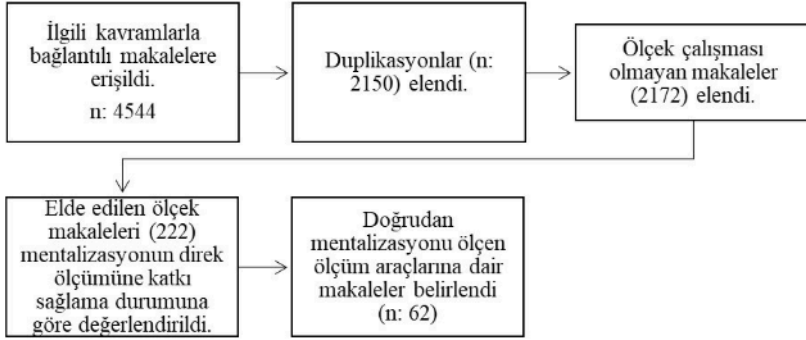 İlgili kavramlarla
bağlantılı makalelere
erişildi.
n: 4544
Duplikasyonlar (n:
2150) elendi.
Ölçek çalışması
olmayan makaleler
(2172) elendi.
Elde edilen ölçek
makaleleri (222)
mentalizasyonun direk
ölçümüne katkı
sağlama durumuna
göre değerlendirildi.
Doğrudan
mentalizasyonu ölçen
ölçüm araçlarına dair
makaleler belirlendi
(n: 62)